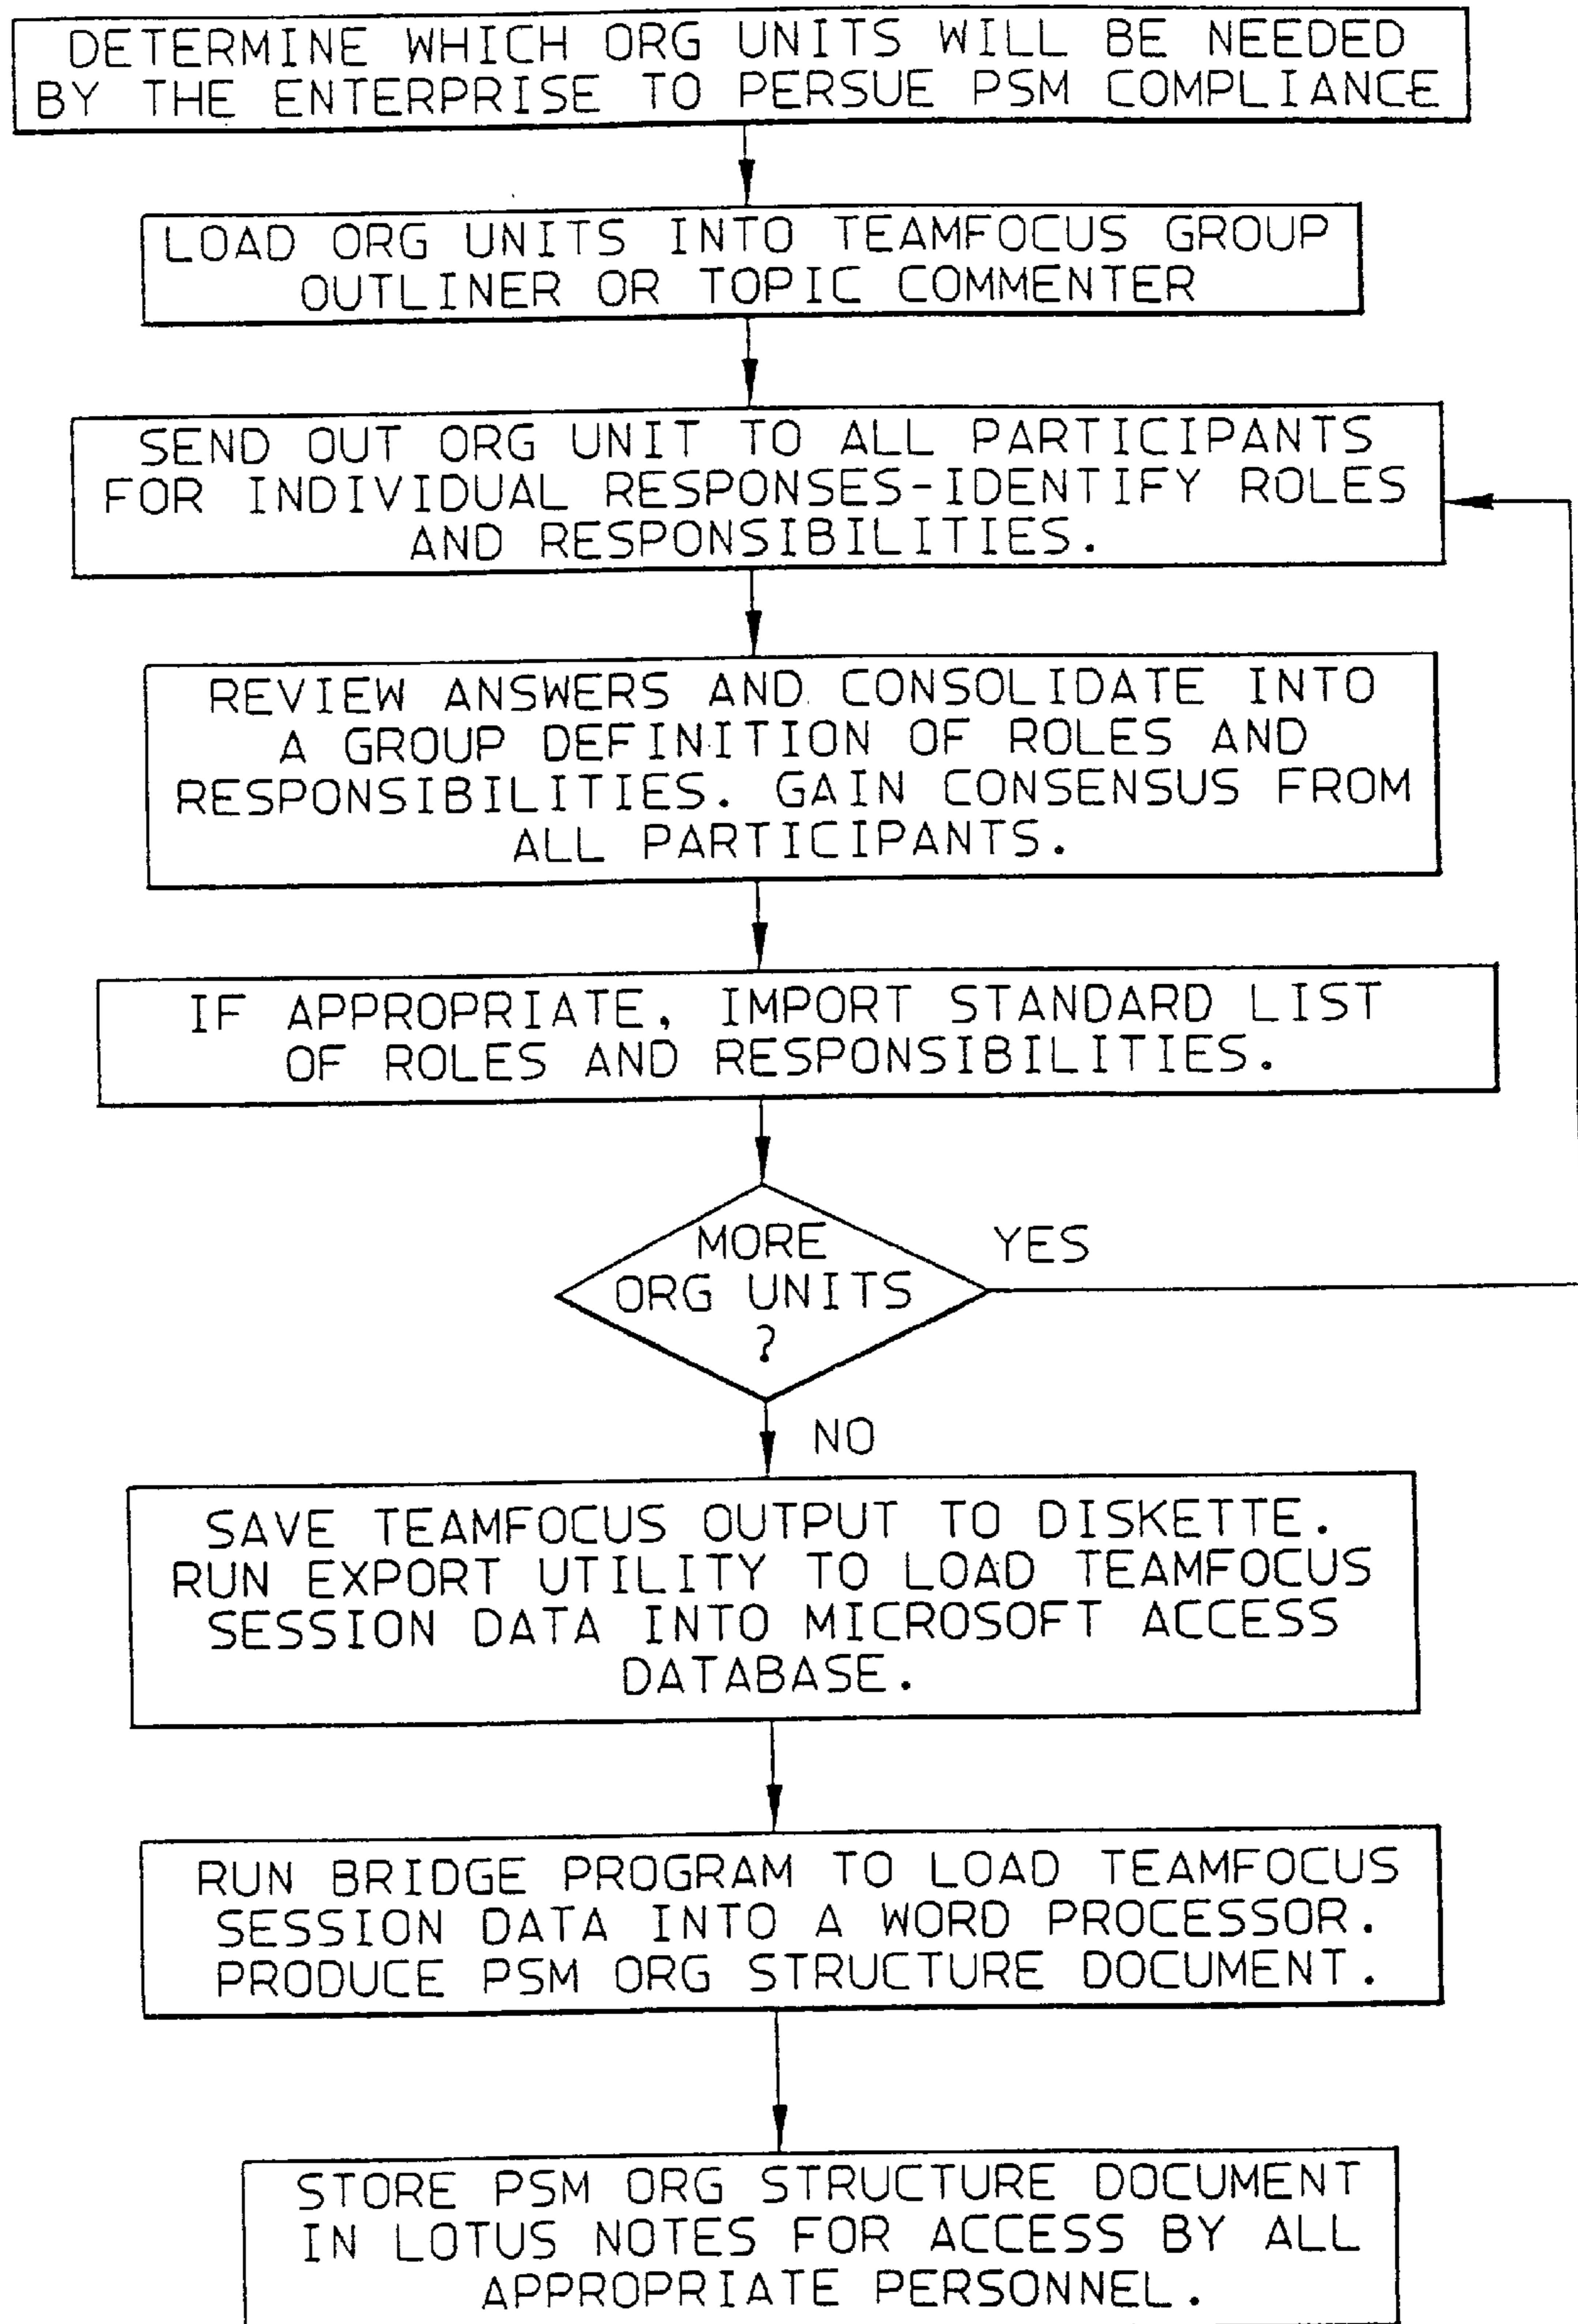 DETERMINE WHICH ORG UNITS WILL BE NEEDED
BY THE ENTERPRISE TO PERSUE PSM COMPLIANCE
LOAD ORG UNITS INTO TEAMFOCUS GROUP
OUTLINER OR TOPIC COMMENTER
SEND OUT ORG UNIT TO ALL PARTICIPANTS
FOR INDIVIDUAL RESPONSES-IDENTIFY ROLES
AND RESPONSIBILITIES.
REVIEW ANSWERS AND CONSOLIDATE INTO
A GROUP DEFINITION OF ROLES AND
RESPONSIBILITIES. GAIN CONSENSUS FROM
ALL PARTICIPANTS.
IF APPROPRIATE, IMPORT STANDARD LIST
OF ROLES AND RESPONSIBILITIES.
MORE
ORG UNITS
?
YES
NO
SAVE TEAMFOCUS OUTPUT TO DISKETTE.
RUN EXPORT UTILITY TO LOAD TEAMFOCUS
SESSION DATA INTO MICROSOFT ACCESS
DATABASE.
RUN BRIDGE PROGRAM TO LOAD TEAMFOCUS
SESSION DATA INTO A WORD PROCESSOR.
PRODUCE PSM ORG STRUCTURE DOCUMENT.
STORE PSM ORG STRUCTURE DOCUMENT
IN LOTUS NOTES FOR ACCESS BY ALL
APPROPRIATE PERSONNEL.